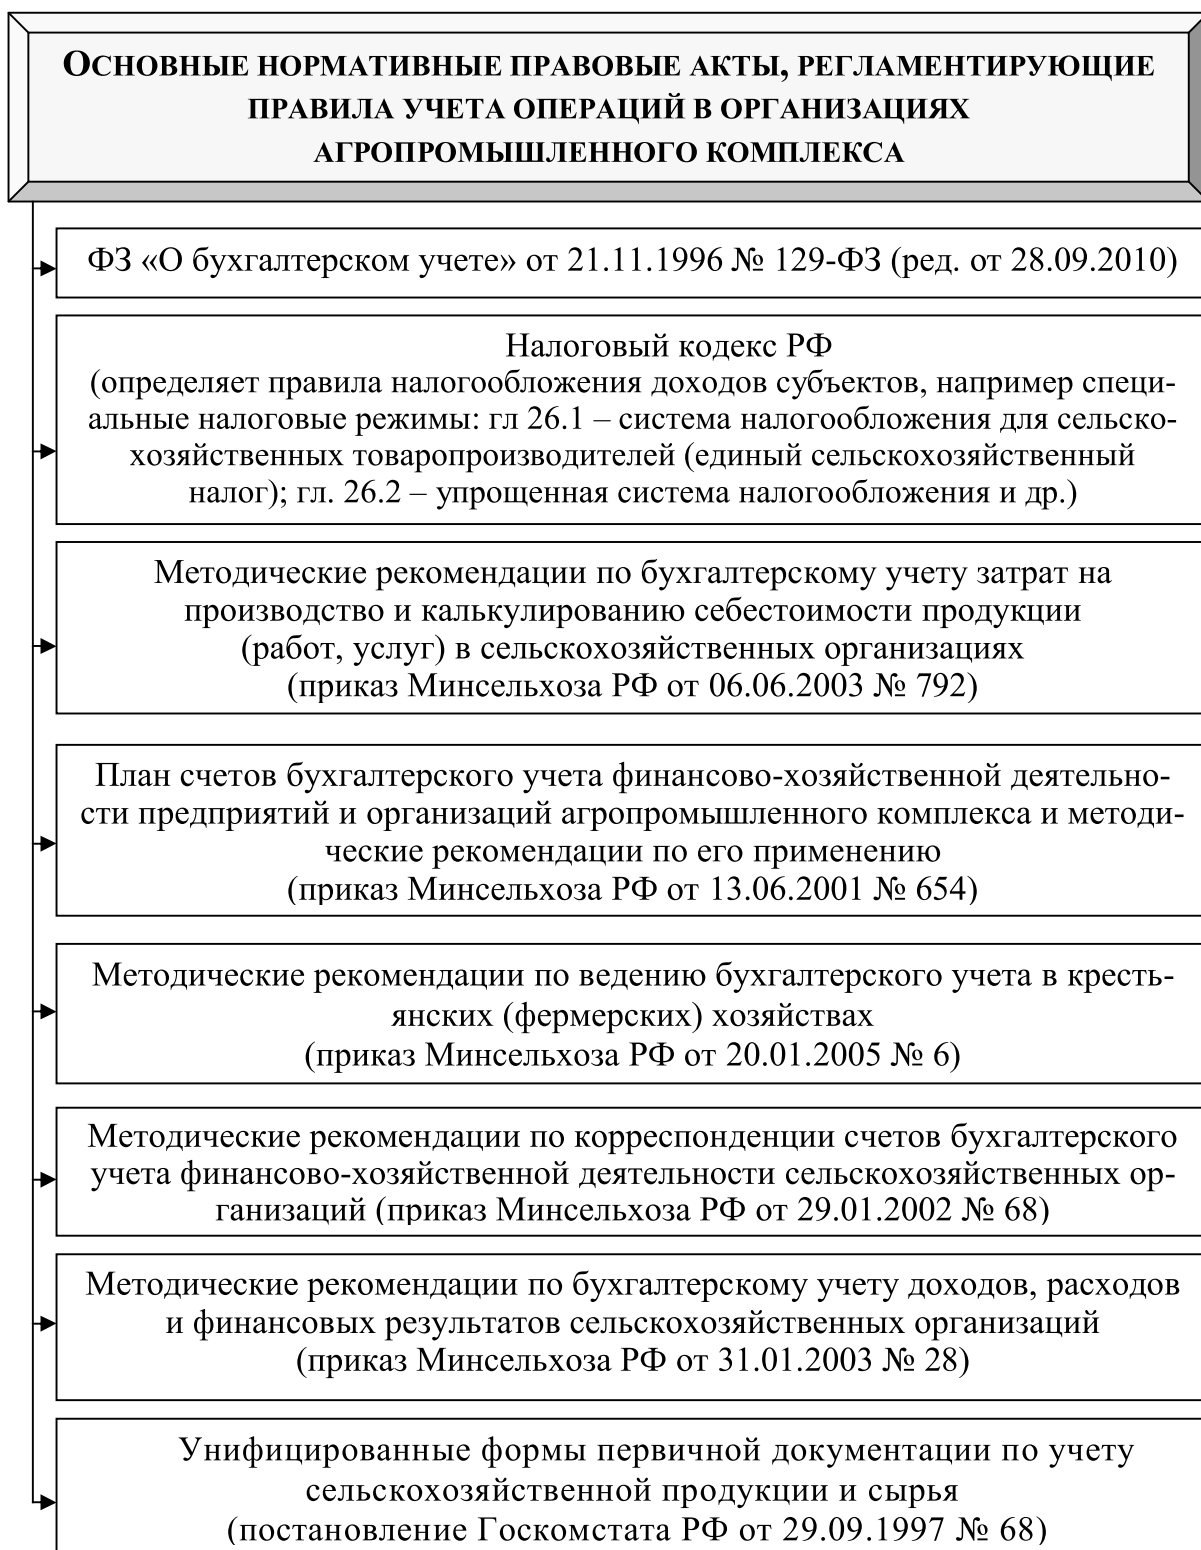 ОСНОВНЫЕ НОРМАТИВНЫЕ ПРАВОВЫЕ АКТЫ, РЕГЛАМЕНТИРУЮЩИЕ
ПРАВИЛА УЧЕТА ОПЕРАЦИЙ В ОРГАНИЗАЦИЯХ
АГРОПРОМЫШЛЕННОГО КОМПЛЕКСА
ФЗ «О бухгалтерском учете» от 21.11.1996 № 129-ФЗ (ред. от 28.09.2010)
Налоговый кодекс РФ
(определяет правила налогообложения доходов субъектов, например специ-
альные налоговые режимы: гл 26.1 – система налогообложения для сельско-
хозяйственных товаропроизводителей (единый сельскохозяйственный
налог); гл. 26.2 – упрощенная система налогообложения и др.)
Методические рекомендации по бухгалтерскому учету затрат на
производство и калькулированию себестоимости продукции
(работ, услуг) в сельскохозяйственных организациях
(приказ Минсельхоза РФ от 06.06.2003 № 792)
План счетов бухгалтерского учета финансово-хозяйственной деятельно-
сти предприятий и организаций агропромышленного комплекса и методи-
ческие рекомендации по его применению
(приказ Минсельхоза РФ от 13.06.2001 № 654)
Методические рекомендации по ведению бухгалтерского учета в кресть-
янских (фермерских) хозяйствах
(приказ Минсельхоза РФ от 20.01.2005 № 6)
Методические рекомендации по корреспонденции счетов бухгалтерского
учета финансово-хозяйственной деятельности сельскохозяйственных ор-
ганизаций (приказ Минсельхоза РФ от 29.01.2002 № 68)
Методические рекомендации по бухгалтерскому учету доходов, расходов
и финансовых результатов сельскохозяйственных организаций
(приказ Минсельхоза РФ от 31.01.2003 № 28)
Унифицированные формы первичной документации по учету
сельскохозяйственной продукции и сырья
(постановление Госкомстата РФ от 29.09.1997 № 68)